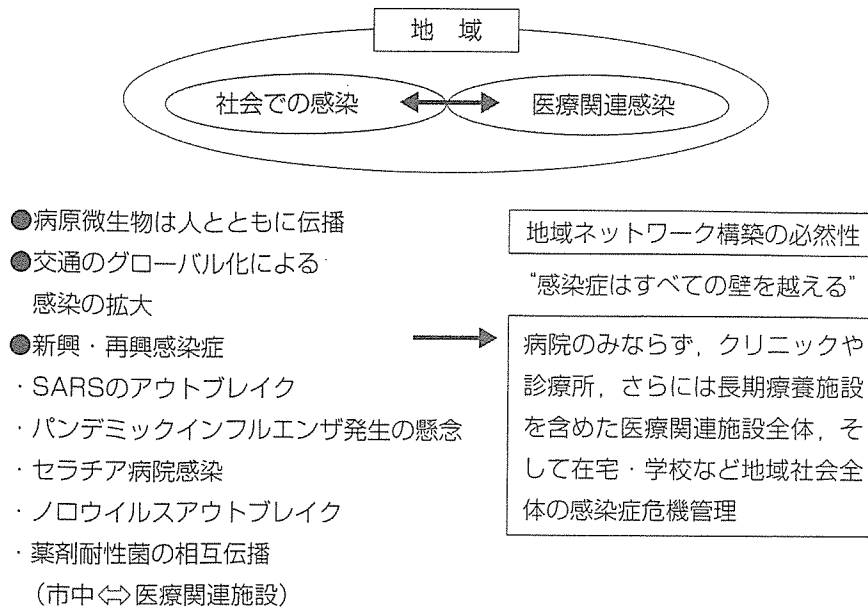 地 域
社会での感染
医療関連感染
●病原微生物は人とともに伝播
●交通のグローバル化による
感染の拡大
●新興・再興感染症
・SARSのアウトブレイク
・パンデミックインフルエンザ発生の懸念
・セラチア病院感染
・ノロウイルスアウトブレイク
・薬剤耐性菌の相互伝播
(市中⇔医療関連施設)
地域ネットワーク構築の必然性
“感染症はすべての壁を越える”
病院のみならず，クリニックや
診療所，さらには長期療養施設
を含めた医療関連施設全体，そ
して在宅・学校など地域社会全
体の感染症危機管理